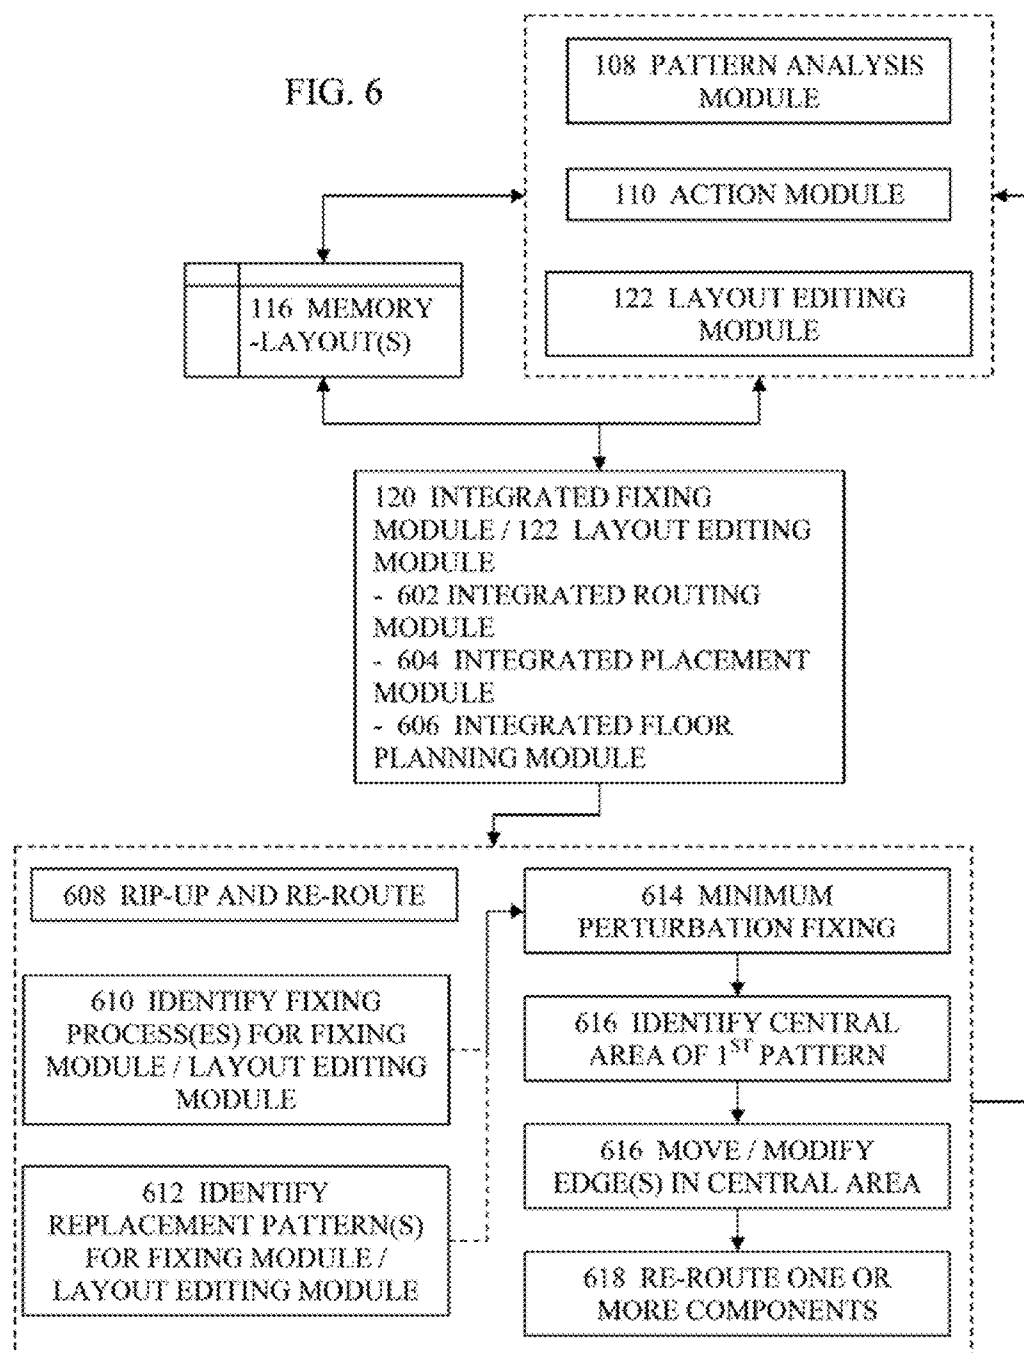 FIG. 6
108 PATTERN ANALYSIS
MODULE
110 ACTION MODULE
122 LAYOUT EDITING
MODULE
116 MEMORY
-LAYOUT(S)
120 INTEGRATED FIXING
MODULE / 122 LAYOUT EDITING
MODULE
- 602 INTEGRATED ROUTING
MODULE
- 604 INTEGRATED PLACEMENT
MODULE
- 606 INTEGRATED FLOOR
PLANNING MODULE
608 RIP-UP AND RE-ROUTE
610 IDENTIFY FIXING
PROCESS(ES) FOR FIXING
MODULE / LAYOUT EDITING
MODULE
612 IDENTIFY
REPLACEMENT PATTERN(S)
FOR FIXING MODULE /
LAYOUT EDITING MODULE
614 MINIMUM
PERTURBATION FIXING
616 IDENTIFY CENTRAL
AREA OF 1ST PATTERN
616 MOVE / MODIFY
EDGE(S) IN CENTRAL AREA
618 RE-ROUTE ONE OR
MORE COMPONENTS